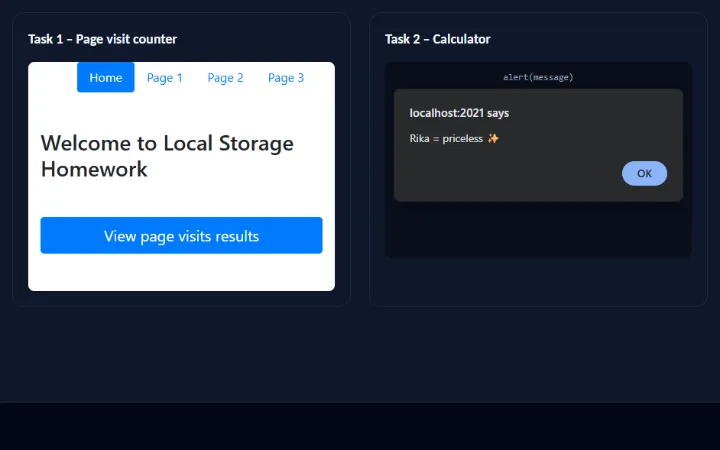 Task 1 – Page visit counter
Home Page 1 Page 2 Page 3
Welcome to Local Storage
Homework
View page visits results
Task 2 – Calculator
alert(message)
localhost:2021 says
Rika = priceless ✨
OK